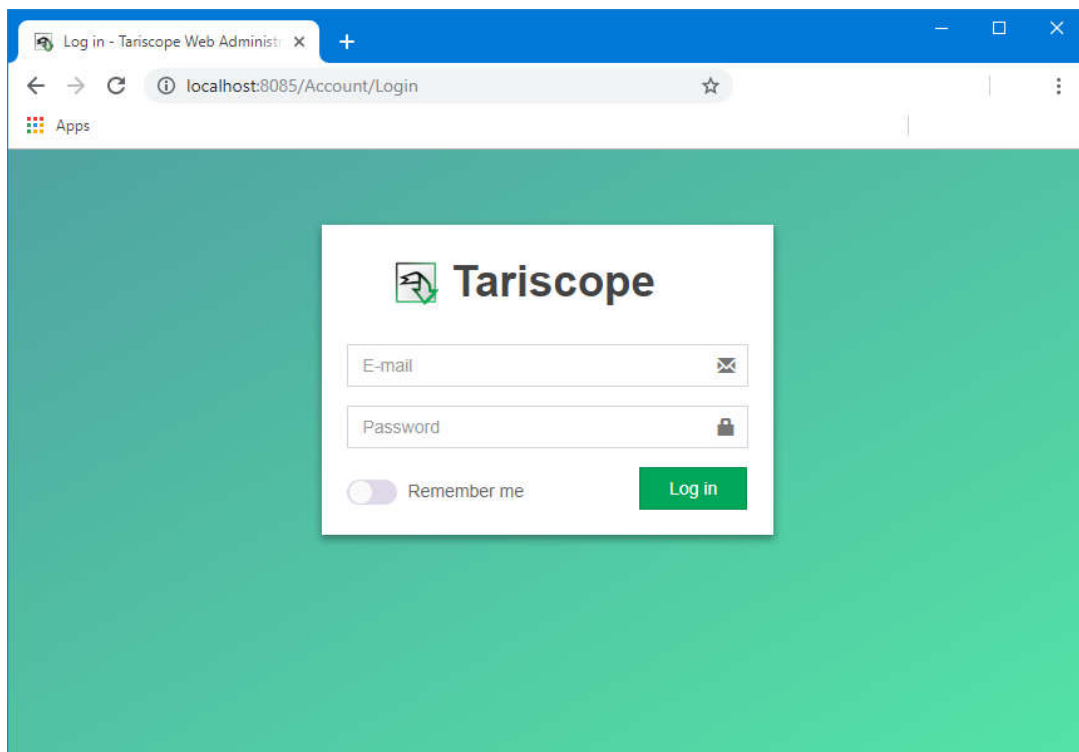 Log in - Tariscope Web Administr
localhost:8085/Account/Login
Apps
Tariscope
E-mail
Password
Remember me
Log in